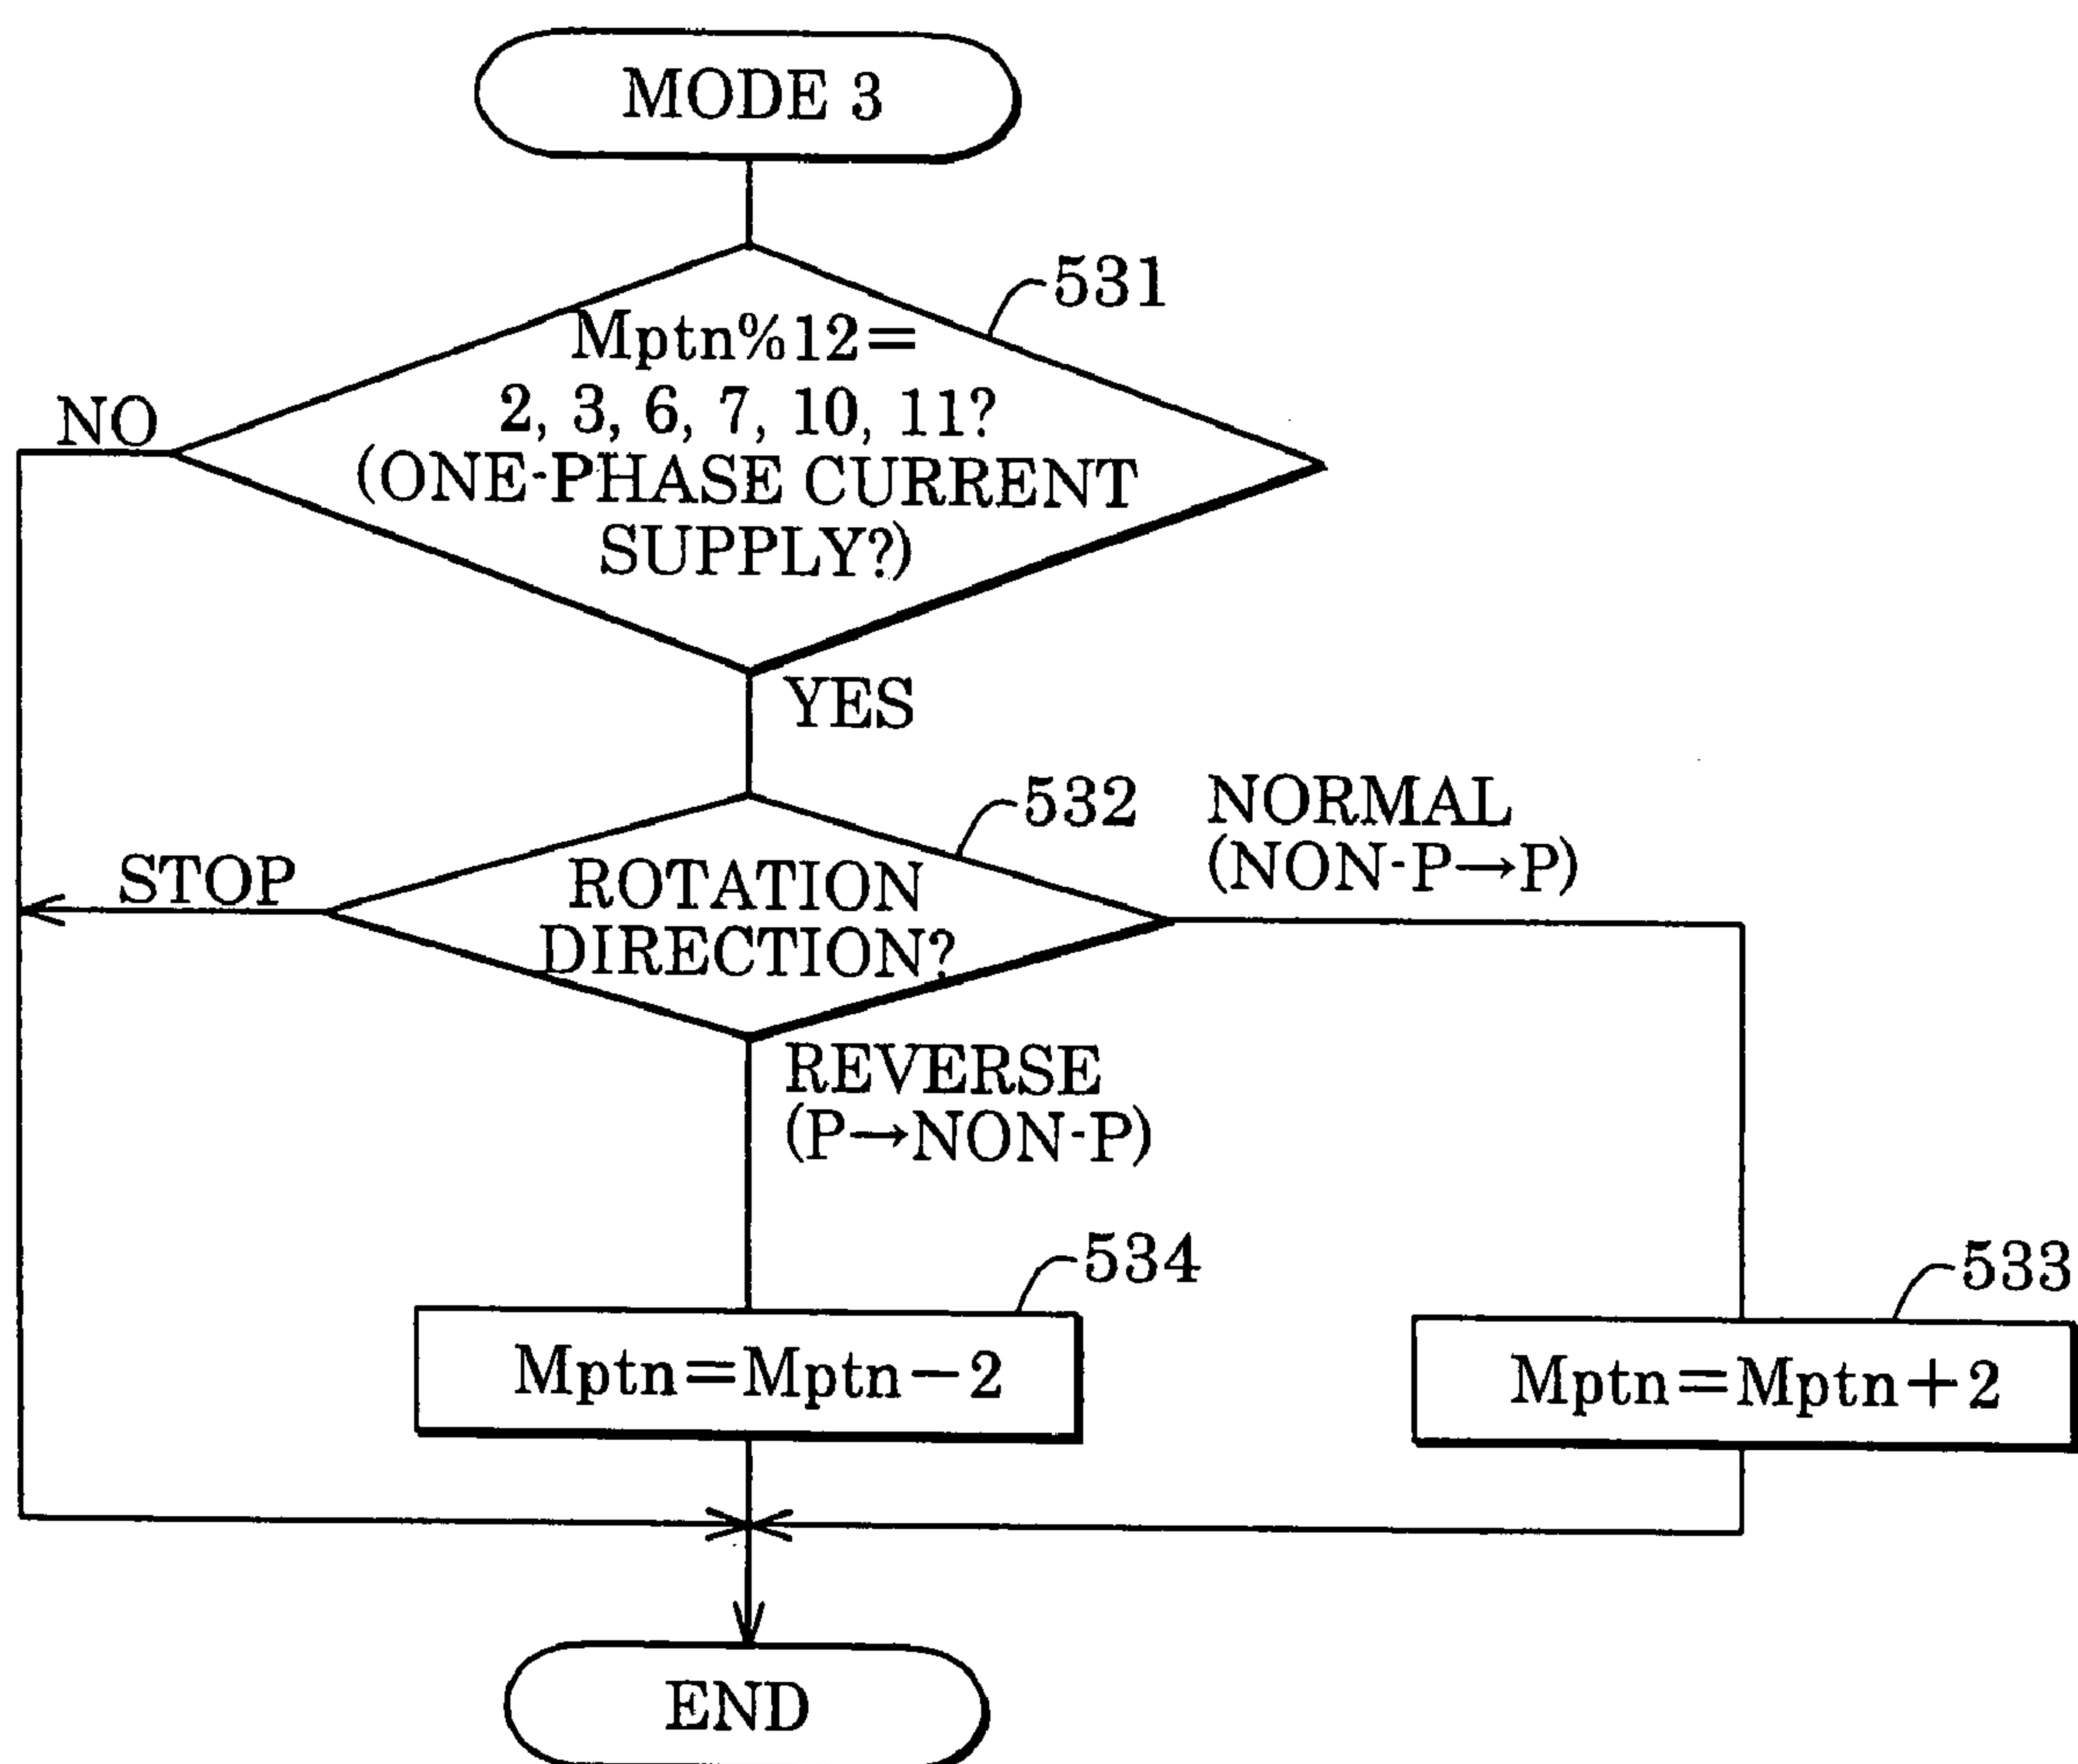 MODE 3
531
Mptn%12=
2, 3, 6, 7, 10, 11?
(ONE-PHASE CURRENT
SUPPLY?)
NO
YES
532
NORMAL
(NON-P→P)
STOP
ROTATION
DIRECTION?
REVERSE
(P→NON-P)
534
533
Mptn=Mptn−2
Mptn=Mptn+2
END